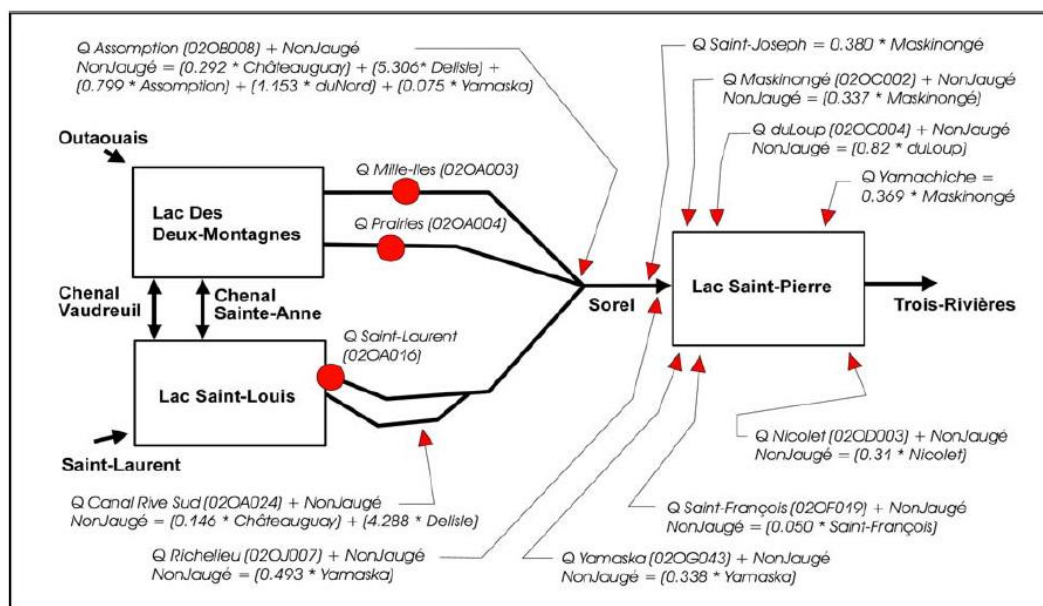 Q Assomption (02OB008) + NonJaugé
NonJaugé = (0.292 * Châteauguay) + (5.306* Delisle) +
(0.799 * Assomption) + (1.153 * duNord) + (0.075 * Yamaska)
Q Saint-Joseph = 0.380 * Maskinongé
Q Maskinongé (02OC002) + NonJaugé
NonJaugé = (0.337 * Maskinongé)
Q duLoup (02OC004) + NonJaugé
NonJaugé = (0.82 * duLoup)
Q Yamachiche =
0.369 * Maskinongé
Outaouais
Q Mille-Iles (02OA003)
Lac Des
Deux-Montagnes
Q Prairies (02OA004)
Chenal
Vaudreuil
Chenal
Sainte-Anne
Sorel
Lac Saint-Pierre
Trois-Rivières
Q Saint-Laurent
(02OA016)
Lac Saint-Louis
Saint-Laurent
Q Nicolet (02OD003) + NonJaugé
NonJaugé = (0.31 * Nicolet)
Q Canal Rive Sud (02OA024) + NonJaugé
NonJaugé = (0.146 * Châteauguay) + (4.288 * Delisle)
Q Saint-François (02OF019) + NonJaugé
NonJaugé = (0.050 * Saint-François)
Q Richelieu (02OJ007) + NonJaugé
NonJaugé = (0.493 * Yamaska)
Q Yamaska (02OG043) + NonJaugé
NonJaugé = (0.338 * Yamaska)